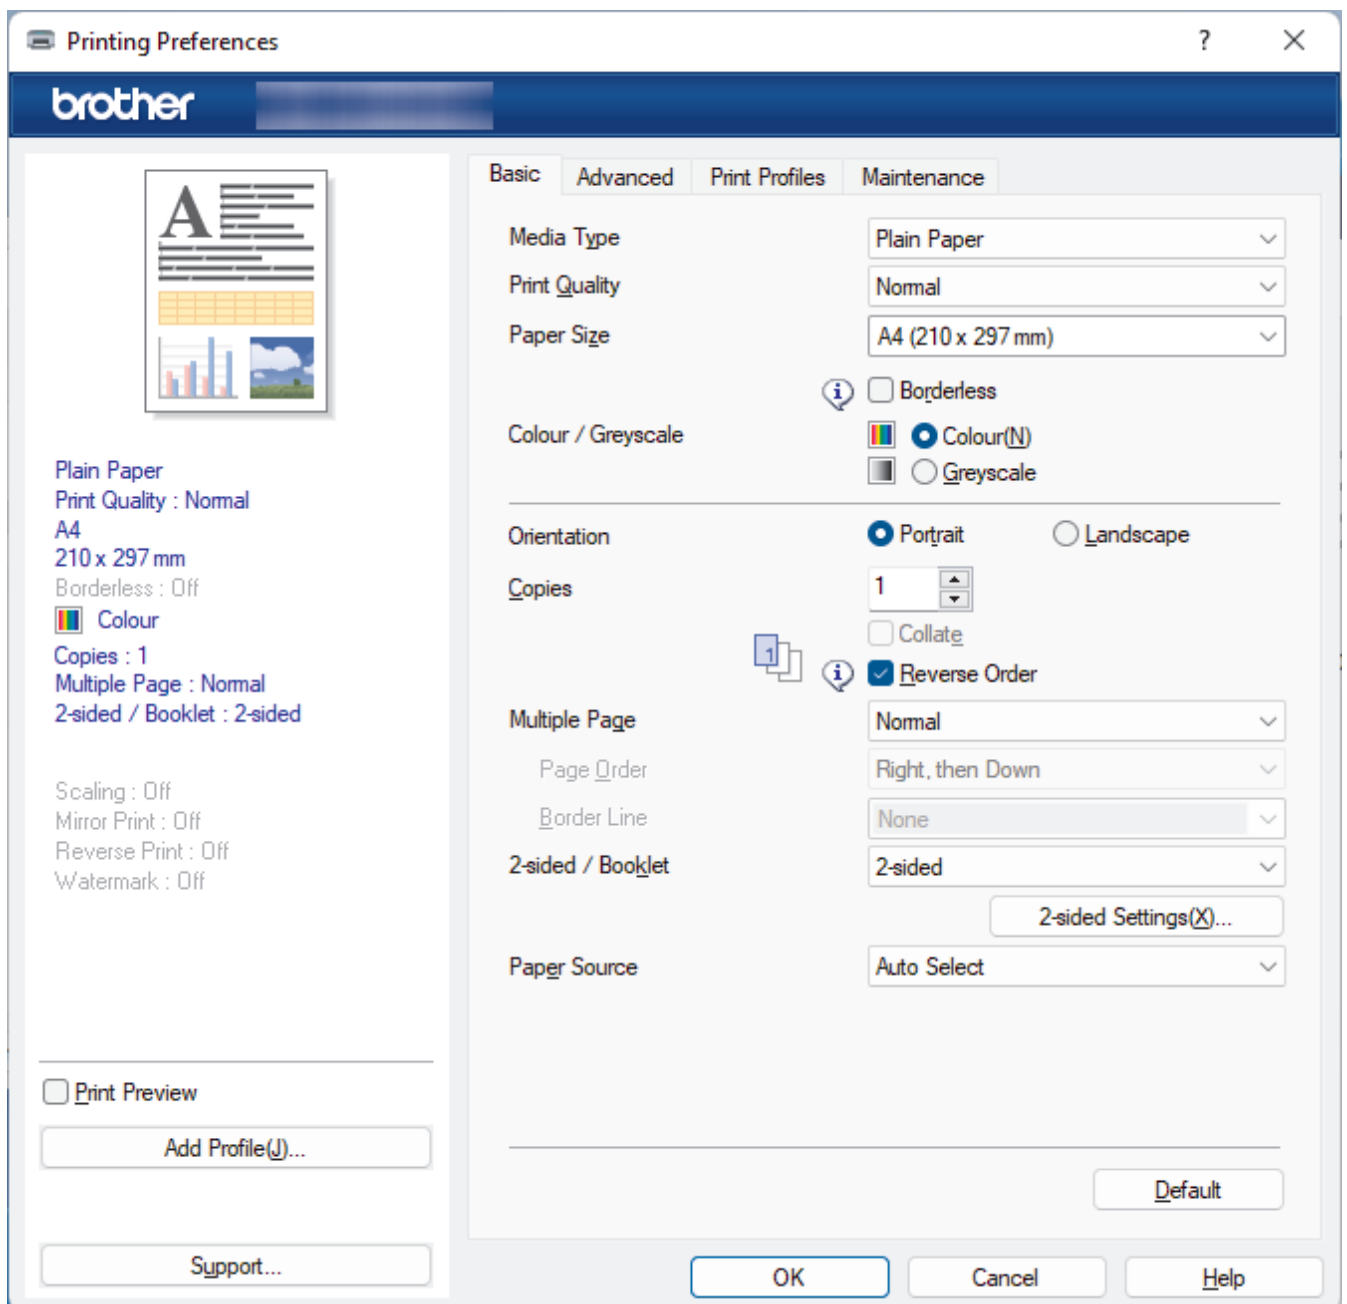 Printing Preferences
brother
Basic Advanced Print Profiles Maintenance
Media Type Plain Paper
Print Quality Normal
Paper Size A4 (210 x 297 mm)
Borderless
Colour / Greyscale Colour(N)
Greyscale
Orientation Portrait Landscape
Copies 1
Collate
1 Reverse Order
Multiple Page Normal
Page Order Right, then Down
Border Line None
2-sided / Booklet 2-sided
2-sided Settings(X)...
Paper Source Auto Select
Default
A
Plain Paper
Print Quality : Normal
A4
210 x 297 mm
Borderless : Off
Colour
Copies : 1
Multiple Page : Normal
2-sided / Booklet : 2-sided
Scaling : Off
Mirror Print : Off
Reverse Print : Off
Watermark : Off
Print Preview
Add Profile(J)...
Support...
OK Cancel Help